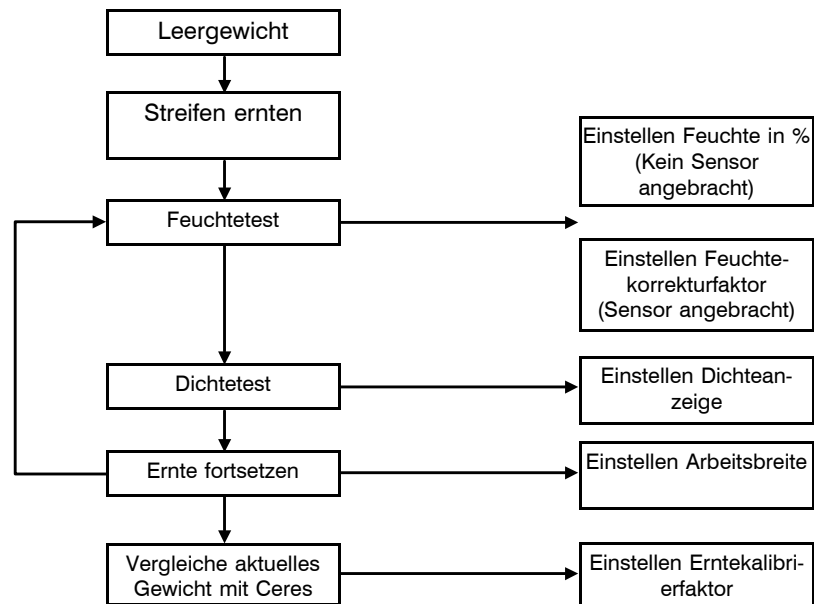 Leergewicht
Streifen ernten
Einstellen Feuchte in %
(Kein Sensor
angebracht)
Feuchtetest
Einstellen Feuchte-
korrekturfaktor
(Sensor angebracht)
Dichtetest
Einstellen Dichtean-
zeige
Ernte fortsetzen
Einstellen Arbeitsbreite
Vergleiche aktuelles
Gewicht mit Ceres
Einstellen Erntekalibri-
erfaktor